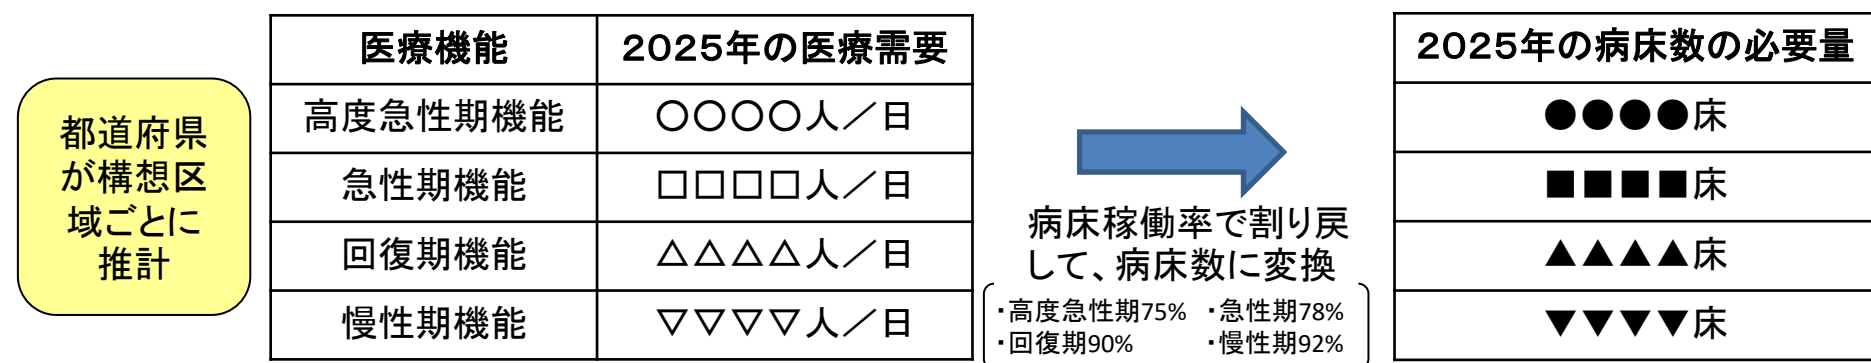 都道府県
が構想区
域ごとに
推計
医療機能 2025年の医療需要
高度急性期機能 ○○○○人／日
急性期機能 □□□□人／日
回復期機能 △△△△人／日
慢性期機能 ▽▽▽▽人／日
病床稼働率で割り戻
して、病床数に変換
・高度急性期75% ・急性期78%
・回復期90% ・慢性期92%
2025年の病床数の必要量
●●●●床
■■■■床
▲▲▲▲床
▼▼▼▼床